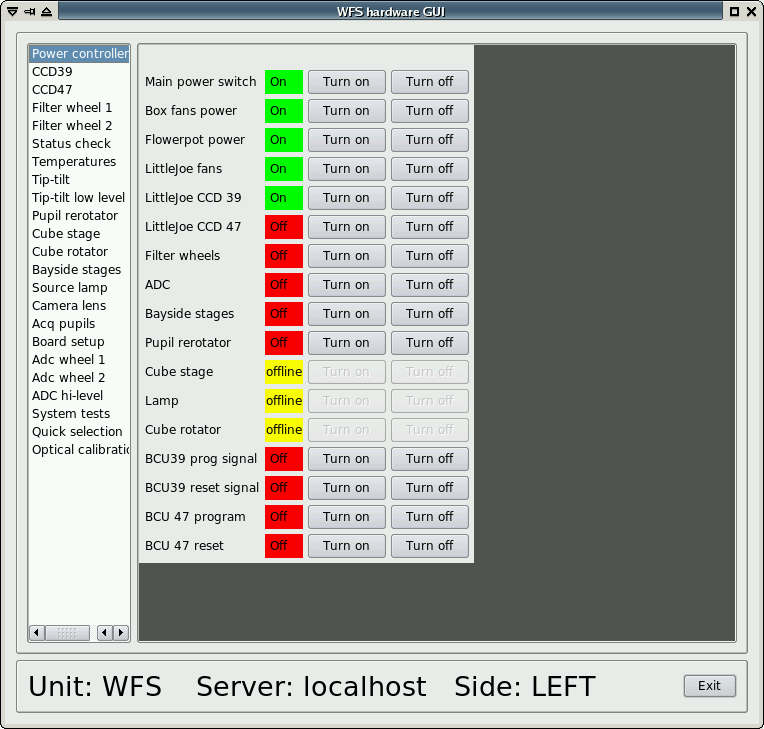 WFS hardware GUI
Power controller
CCD39
CCD47
Filter wheel 1
Filter wheel 2
Status check
Temperatures
Tip-tilt
Tip-tilt low level
Pupil rerotator
Cube stage
Cube rotator
Bayside stages
Source lamp
Camera lens
Acq pupils
Board setup
Adc wheel 1
Adc wheel 2
ADC hi-level
System tests
Quick selection
Optical calibratio
Main power switch On Turn on Turn off
Box fans power On Turn on Turn off
Flowerpot power On Turn on Turn off
LittleJoe fans On Turn on Turn off
LittleJoe CCD 39 On Turn on Turn off
LittleJoe CCD 47 Off Turn on Turn off
Filter wheels Off Turn on Turn off
ADC Off Turn on Turn off
Bayside stages Off Turn on Turn off
Pupil rerotator Off Turn on Turn off
Cube stage offline Turn on Turn off
Lamp offline Turn on Turn off
Cube rotator offline Turn on Turn off
BCU39 prog signal Off Turn on Turn off
BCU39 reset signal Off Turn on Turn off
BCU 47 program Off Turn on Turn off
BCU 47 reset Off Turn on Turn off
Unit: WFS Server: localhost Side: LEFT Exit